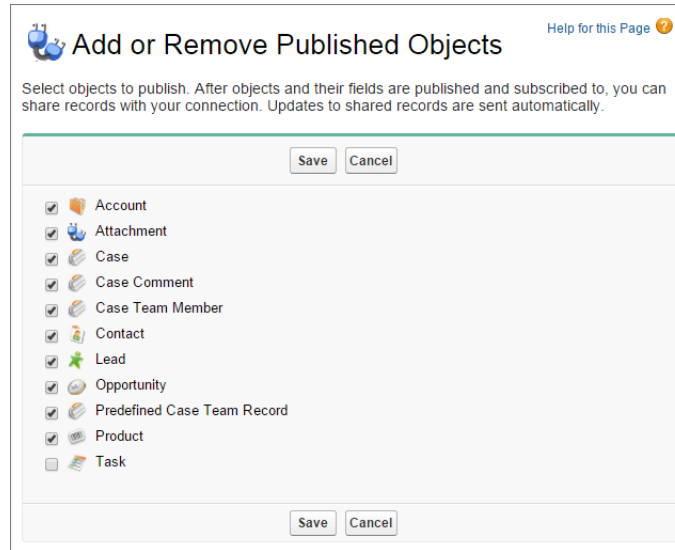 Help for this Page ?
Add or Remove Published Objects
Select objects to publish. After objects and their fields are published and subscribed to, you can
share records with your connection. Updates to shared records are sent automatically.
Save Cancel
Account
Attachment
Case
Case Comment
Case Team Member
Contact
Lead
Opportunity
Predefined Case Team Record
Product
Task
Save Cancel